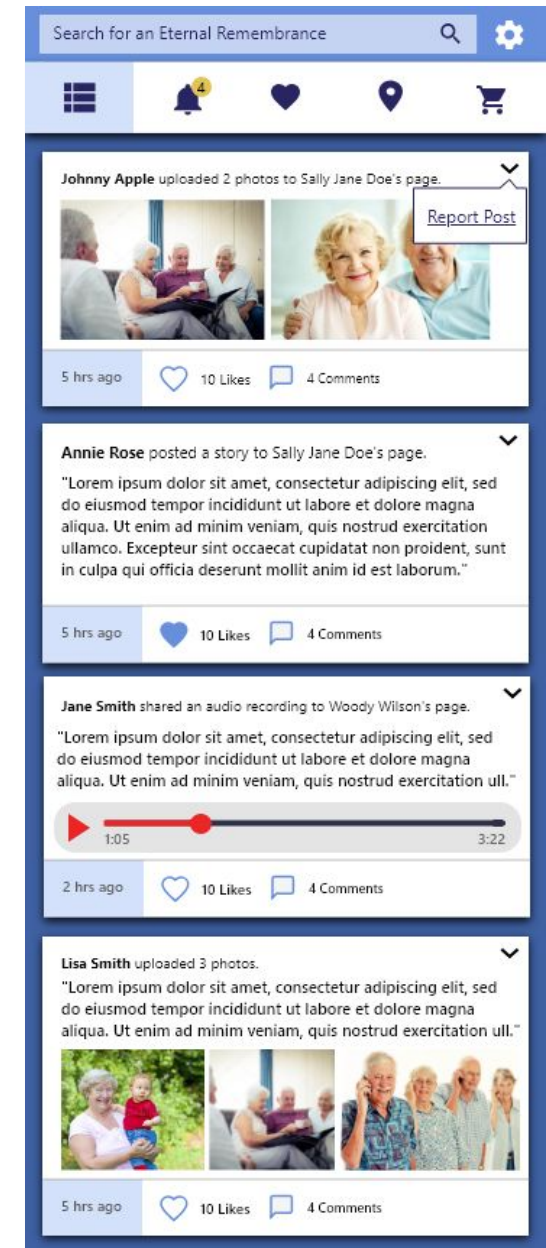 Search for an Eternal Remembrance
4
Johnny Apple uploaded 2 photos to Sally Jane Doe's page.
Report Post
5 hrs ago 10 Likes 4 Comments
Annie Rose posted a story to Sally Jane Doe's page.
"Lorem ipsum dolor sit amet, consectetur adipiscing elit, sed
do eiusmod tempor incididunt ut labore et dolore magna
aliqua. Ut enim ad minim veniam, quis nostrud exercitation
ullamco. Excepteur sint occaecat cupidatat non proident, sunt
in culpa qui officia deserunt mollit anim id est laborum."
5 hrs ago 10 Likes 4 Comments
Jane Smith shared an audio recording to Woody Wilson's page.
"Lorem ipsum dolor sit amet, consectetur adipiscing elit, sed
do eiusmod tempor incididunt ut labore et dolore magna
aliqua. Ut enim ad minim veniam, quis nostrud exercitation ull."
1:05 3:22
2 hrs ago 10 Likes 4 Comments
Lisa Smith uploaded 3 photos.
"Lorem ipsum dolor sit amet, consectetur adipiscing elit, sed
do eiusmod tempor incididunt ut labore et dolore magna
aliqua. Ut enim ad minim veniam, quis nostrud exercitation ull."
5 hrs ago 10 Likes 4 Comments